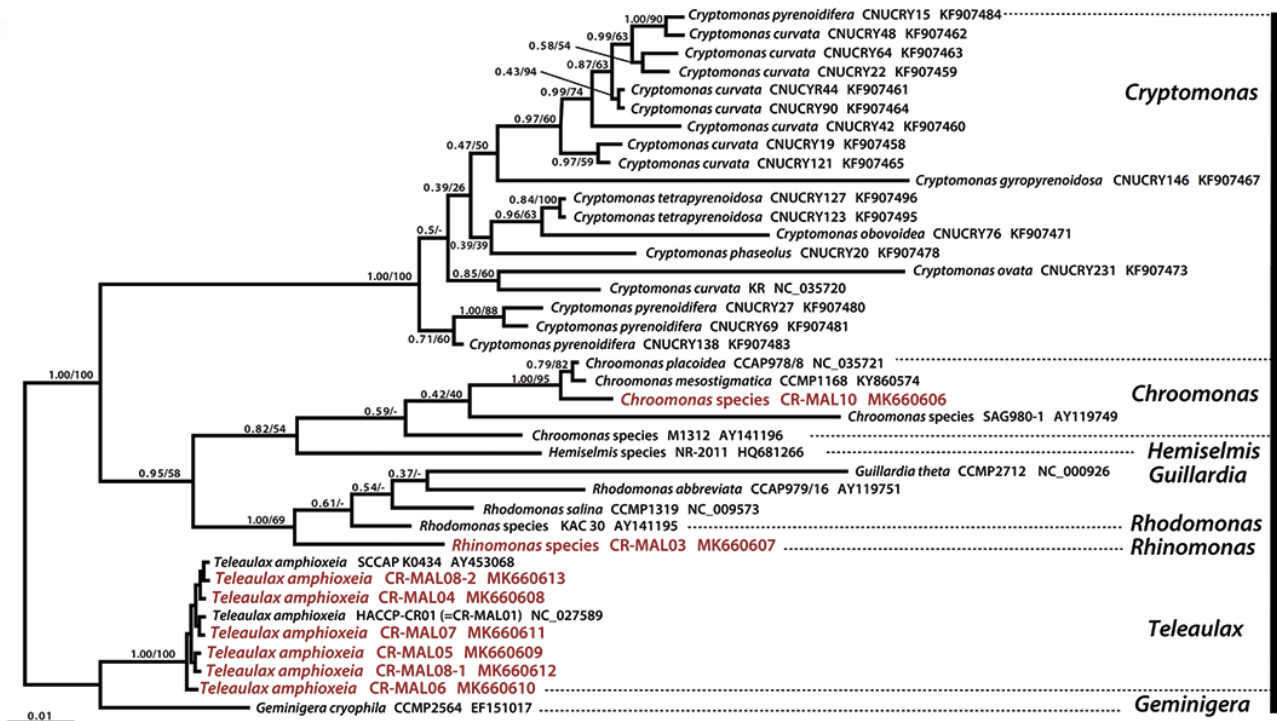 1.00/90 Cryptomonas pyrenoidifera CNUCRY15 KF907484
0.99/63 Cryptomonas curvata CNUCRY48 KF907462
0.58/54 Cryptomonas curvata CNUCRY64 KF907463
0.87/63 Cryptomonas curvata CNUCRY22 KF907459
0.43/94 Cryptomonas curvata CNUCYR44 KF907461
Cryptomonas
0.99/74 Cryptomonas curvata CNUCRY90 KF907464
0.97/60 Cryptomonas curvata CNUCRY42 KF907460
Cryptomonas curvata CNUCRY19 KF907458
0.97/59 Cryptomonas curvata CNUCRY121 KF907465
0.47/50
Cryptomonas gyropyrenoidosa CNUCRY146 KF907467
0.39/26
0.84/100 Cryptomonas tetrapyrenoidosa CNUCRY127 KF907496
0.96/63 Cryptomonas tetrapyrenoidosa CNUCRY123 KF907495
0.5/- Cryptomonas obovoidea CNUCRY76 KF907471
0.39/39 Cryptomonas phaseolus CNUCRY20 KF907478
1.00/100 0.85/60 Cryptomonas ovata CNUCRY231 KF907473
Cryptomonas curvata KR NC_035720
1.00/88 Cryptomonas pyrenoidifera CNUCRY27 KF907480
Cryptomonas pyrenoidifera CNUCRY69 KF907481
0.71/60 Cryptomonas pyrenoidifera CNUCRY138 KF907483
0.79/82 Chroomonas placoidea CCAP978/8 NC_035721
1.00/100 1.00/95 Chroomonas mesostigmatica CCMP1168 KY860574
0.42/40 Chroomonas species CR-MAL10 MK660606
Chroomonas
0.59/- Chroomonas species SAG980-1 AY119749
0.82/54 Chroomonas species M1312 AY141196
Hemiselmis species NR-2011 HQ681266 Hemiselmis
0.95/58 0.37/- Guillardia theta CCMP2712 NC_000926 Guillardia
0.54/- Rhodomonas abbreviata CCAP979/16 AY119751
0.61/- Rhodomonas salina CCMP1319 NC_009573
1.00/69 Rhodomonas species KAC 30 AY141195 Rhodomonas
Rhinomonas species CR-MAL03 MK660607 Rhinomonas
Teleaulax amphioxeia SCCAP K0434 AY453068
Teleaulax amphioxeia CR-MAL08-2 MK660613
Teleaulax amphioxeia CR-MAL04 MK660608
Teleaulax amphioxeia HACCP-CR01 (=CR-MAL01) NC_027589
Teleaulax amphioxeia CR-MAL07 MK660611 Teleaulax
1.00/100 Teleaulax amphioxeia CR-MAL05 MK660609
Teleaulax amphioxeia CR-MAL08-1 MK660612
Teleaulax amphioxeia CR-MAL06 MK660610
Geminigera cryophila CCMP2564 EF151017 Geminigera
0.01